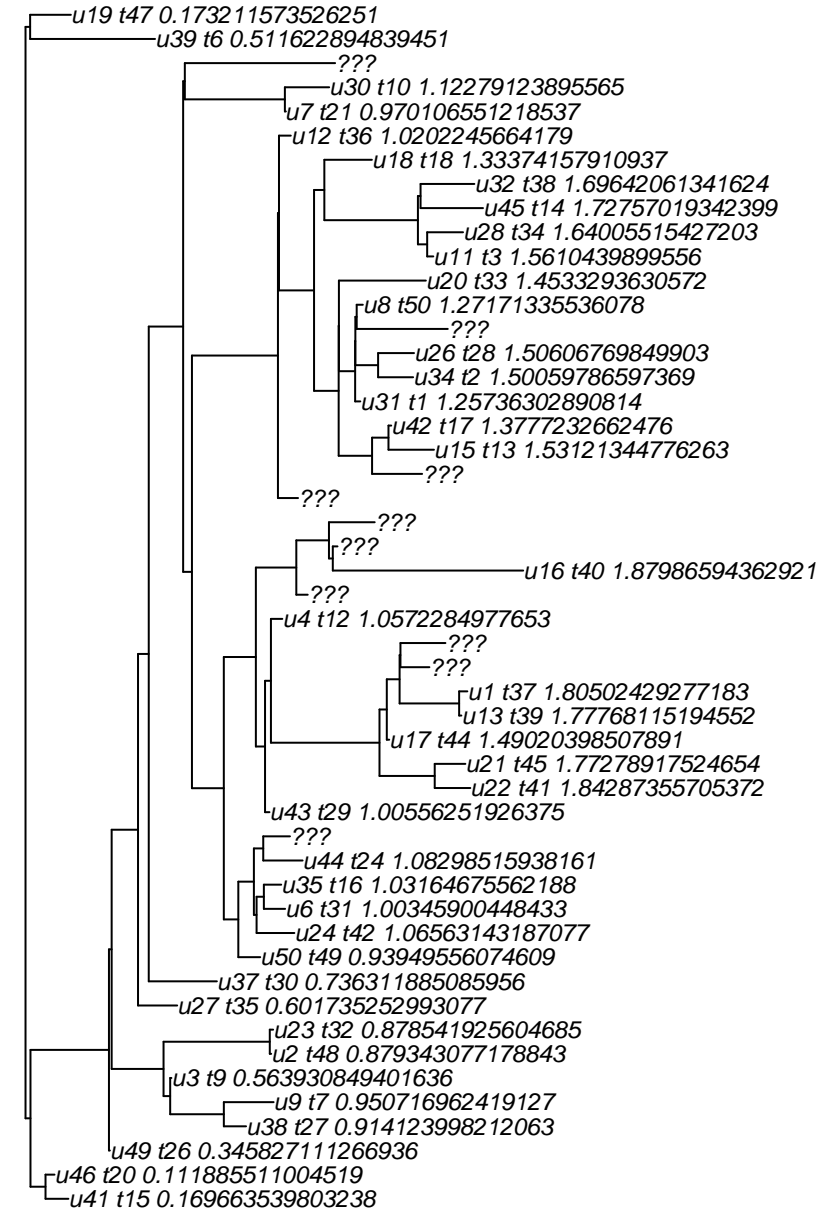 u19 t47 0.173211573526251
u39 t6 0.511622894839451
???
u30 t10 1.12279123895565
u7 t21 0.970106551218537
u12 t36 1.0202245664179
u18 t18 1.33374157910937
u32 t38 1.69642061341624
u45 t14 1.72757019342399
u28 t34 1.64005515427203
u11 t3 1.5610439899556
u20 t33 1.4533293630572
u8 t50 1.27171335536078
???
u26 t28 1.50606769849903
u34 t2 1.50059786597369
u31 t1 1.25736302890814
u42 t17 1.3777232662476
u15 t13 1.53121344776263
???
???
???
???
u16 t40 1.87986594362921
???
u4 t12 1.0572284977653
???
???
u1 t37 1.80502429277183
u13 t39 1.77768115194552
u17 t44 1.49020398507891
u21 t45 1.77278917524654
u22 t41 1.84287355705372
u43 t29 1.00556251926375
???
u44 t24 1.08298515938161
u35 t16 1.03164675562188
u6 t31 1.00345900448433
u24 t42 1.06563143187077
u50 t49 0.93949556074609
u37 t30 0.736311885085956
u27 t35 0.601735252993077
u23 t32 0.878541925604685
u2 t48 0.879343077178843
u3 t9 0.563930849401636
u9 t7 0.950716962419127
u38 t27 0.914123998212063
u49 t26 0.345827111266936
u46 t20 0.111885511004519
u41 t15 0.169663539803238